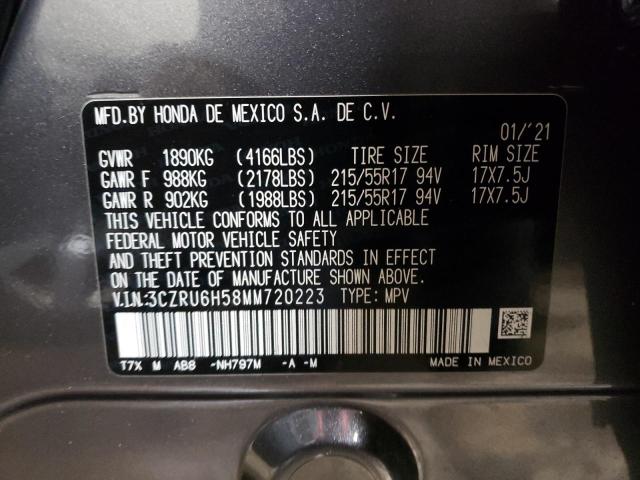 MFD.BY HONDA DE MEXICO S.A. DE C.V.
01/'21
GVWR 1890KG (4166LBS) TIRE SIZE RIM SIZE
GAWR F 988KG (2178LBS) 215/55R17 94V 17X7.5J
GAWR R 902KG (1988LBS) 215/55R17 94V 17X7.5J
THIS VEHICLE CONFORMS TO ALL APPLICABLE
FEDERAL MOTOR VEHICLE SAFETY
AND THEFT PREVENTION STANDARDS IN EFFECT
ON THE DATE OF MANUFACTURE SHOWN ABOVE.
V.I.N.:3CZRU6H58MM720223 TYPE: MPV
T7X M AB8 -NH797M -A -M MADE IN MEXICO